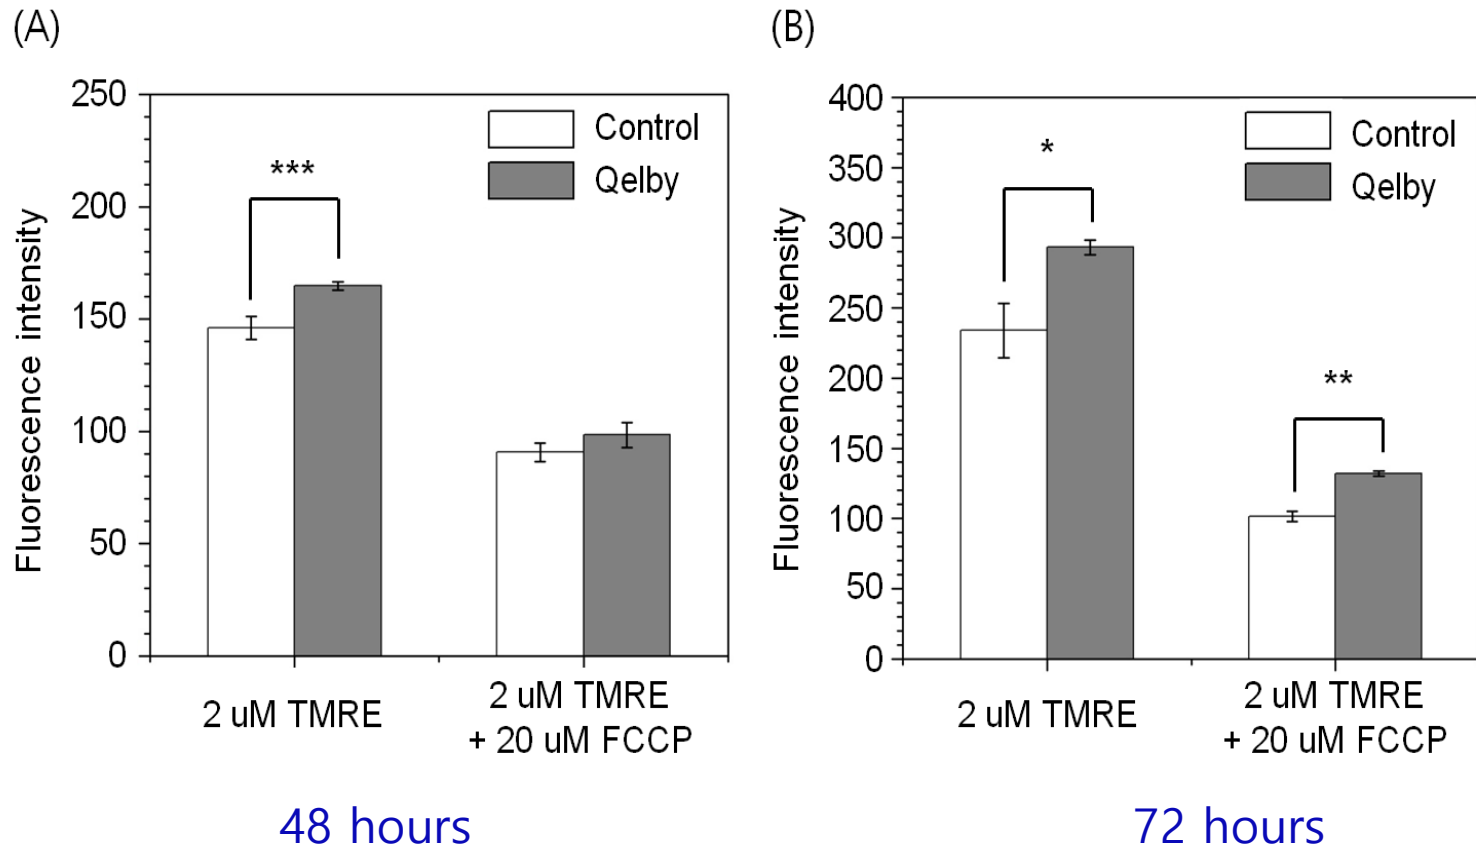 (A)
250
200
150
100
50
0
Fluorescence intensity
Control
Qelby
***
2 uM TMRE
2 uM TMRE
+ 20 uM FCCP
48 hours
(B)
400
350
300
250
200
150
100
50
0
Fluorescence intensity
Control
Qelby
*
**
2 uM TMRE
2 uM TMRE
+ 20 uM FCCP
72 hours